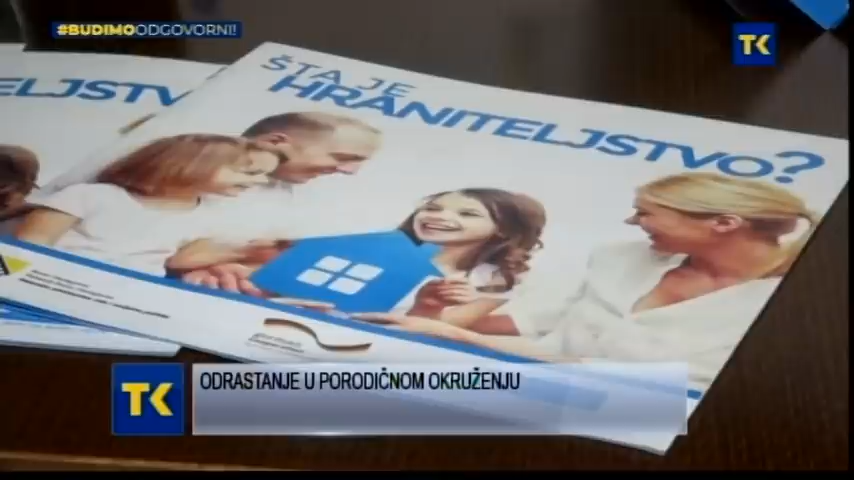 #BUDIMOODGOVORNI!
TK
ŠTA JE
HRANITELJSTVO?
ELJSTV
TK
ODRASTANJE U PORODIČNOM OKRUŽENJU